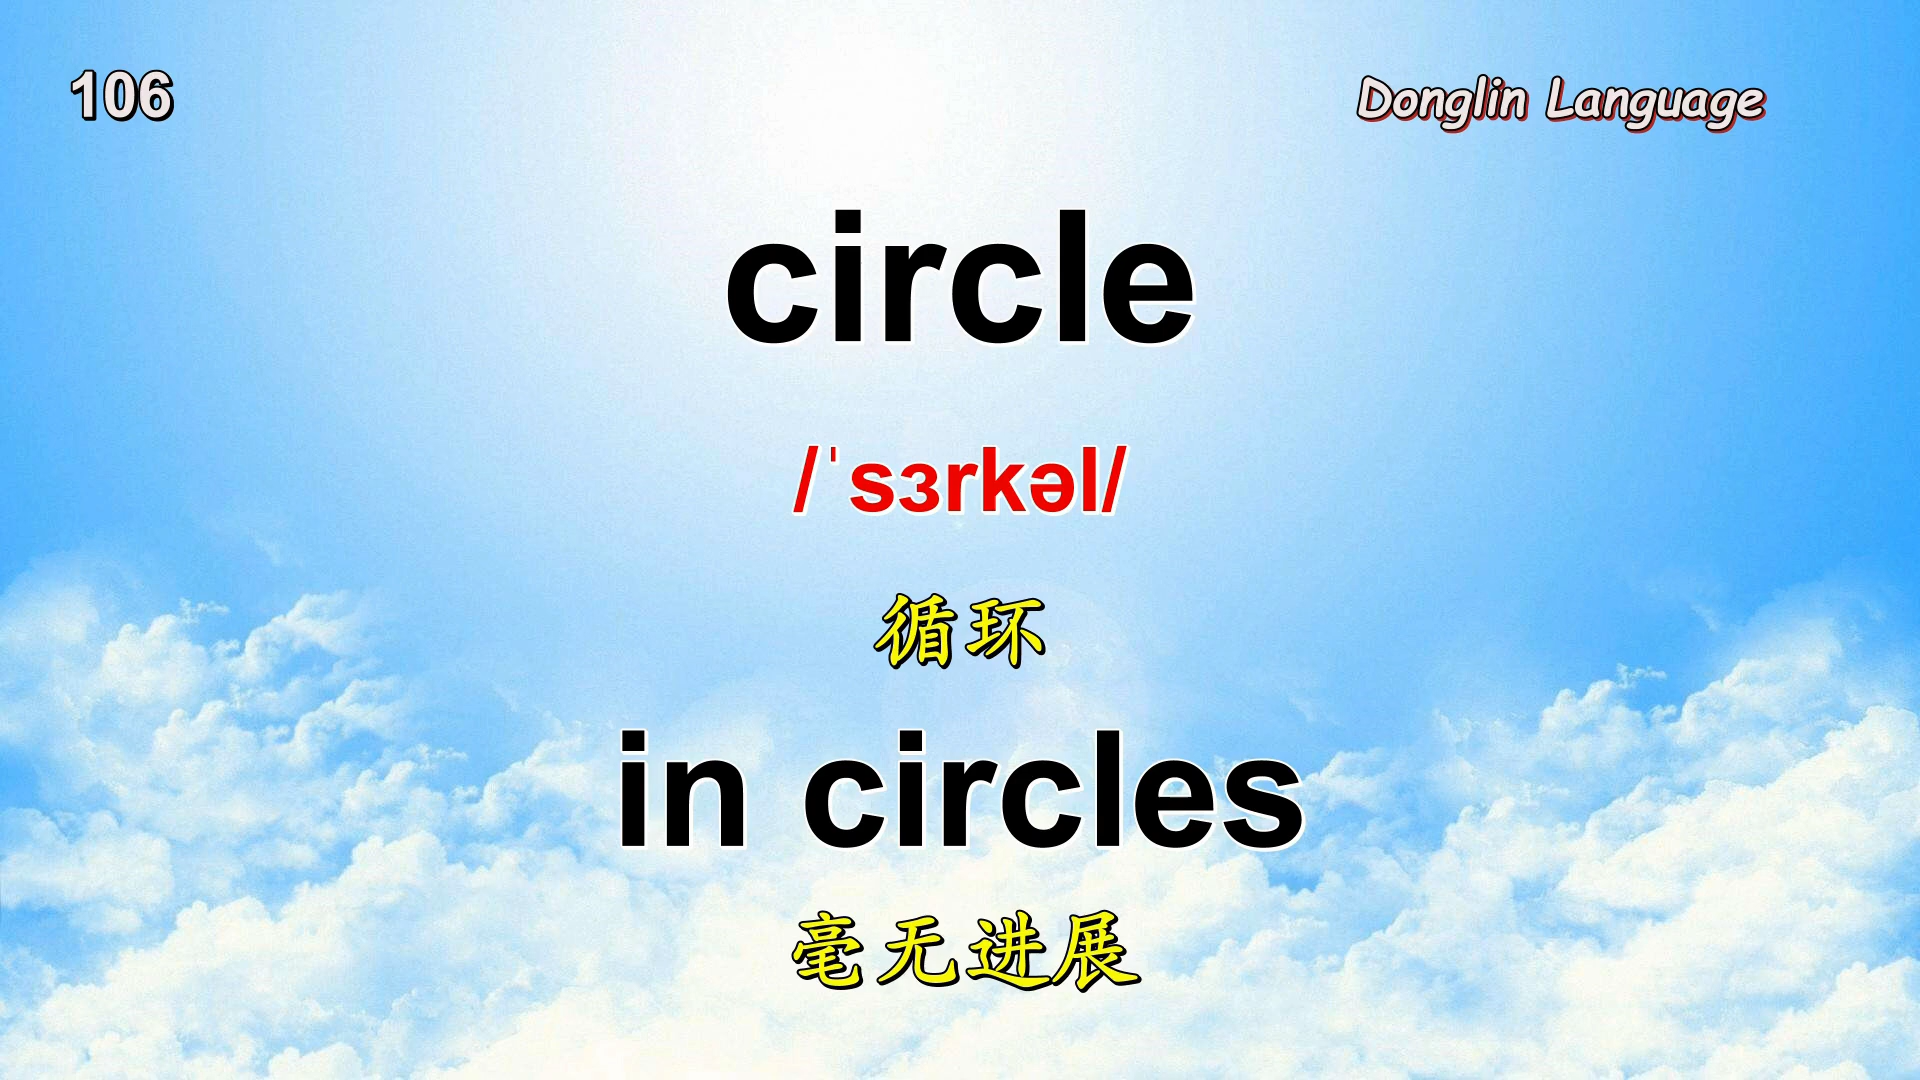 106
Donglin Language
circle
/ˈsɜrkəl/
循环
in circles
毫无进展